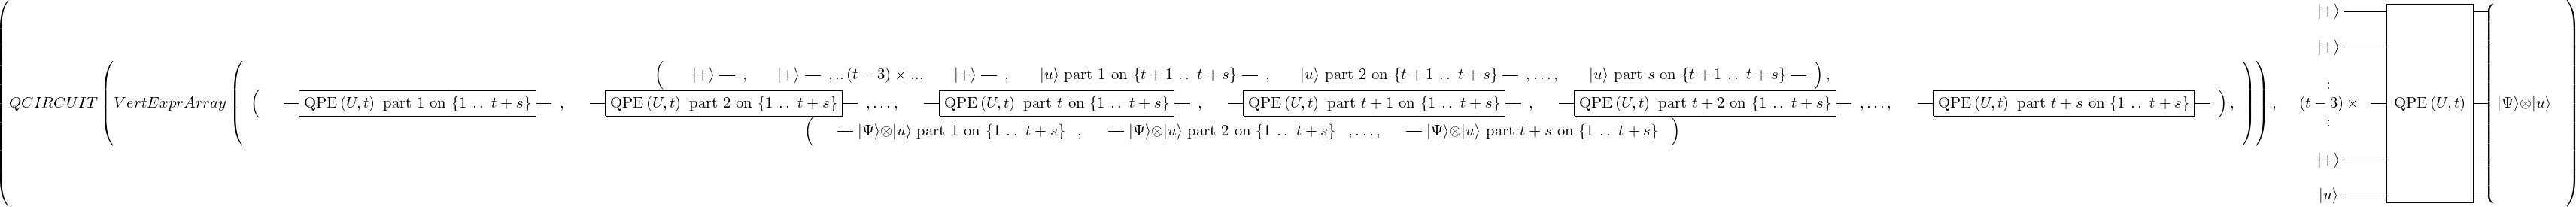 ( |+⟩ , |+⟩ , .. (t − 3) × .., |+⟩ , |u⟩ part 1 on {t + 1 .. t + s} , |u⟩ part 2 on {t + 1 .. t + s} , …, |u⟩ part s on {t + 1 .. t + s} ) ,
( QCIRCUIT ( VertExprArray ( ( QPE (U, t) part 1 on {1 .. t + s} , QPE (U, t) part 2 on {1 .. t + s} , …, QPE (U, t) part t on {1 .. t + s} , QPE (U, t) part t + 1 on {1 .. t + s} , QPE (U, t) part t + 2 on {1 .. t + s} , …, QPE (U, t) part t + s on {1 .. t + s} ) , ) ) ,
( |Ψ⟩⊗|u⟩ part 1 on {1 .. t + s} , |Ψ⟩⊗|u⟩ part 2 on {1 .. t + s} , …, |Ψ⟩⊗|u⟩ part t + s on {1 .. t + s} )
|+⟩
|+⟩
:
(t − 3) × QPE (U, t) |Ψ⟩⊗|u⟩ )
:
|+⟩
|u⟩